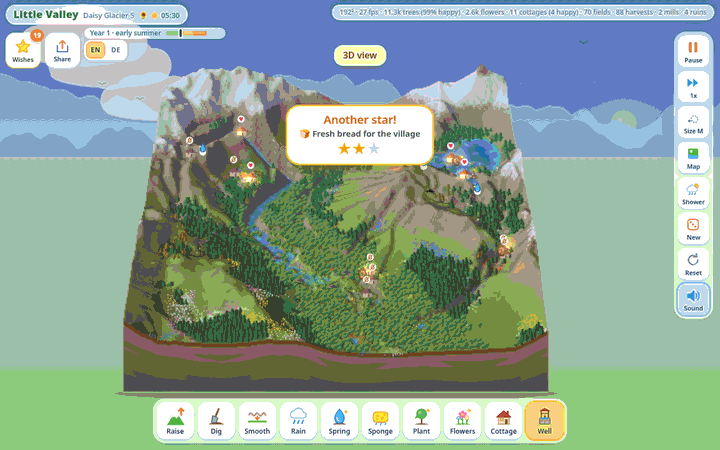 Little Valley Daisy Glacier 5 05:30
192² · 27 fps · 11.3k trees (99% happy) · 2.6k flowers · 11 cottages (4 happy) · 70 fields · 88 harvests · 2 mills · 4 ruins
Year 1 · early summer
19
Wishes
Share
EN DE
3D view
Another star!
Fresh bread for the village
Pause
1x
Size M
Map
Shower
New
Reset
Sound
Raise Dig Smooth Rain Spring Sponge Plant Flowers Cottage Well